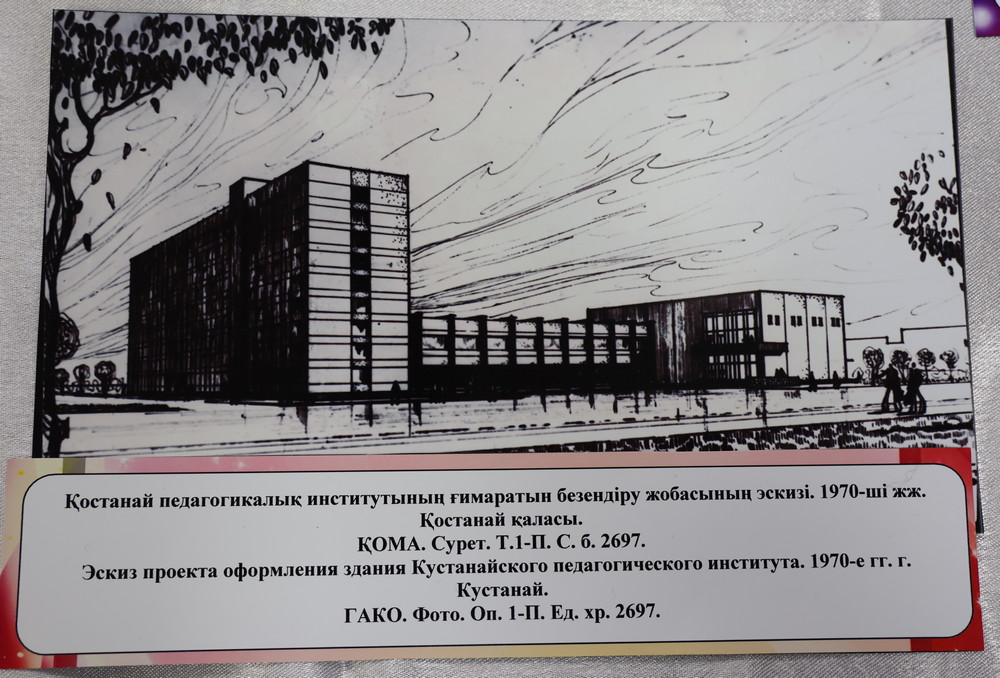 Қостанай педагогикалық институтының ғимаратын безендіру жобасының эскизі. 1970-ші жж.
Қостанай қаласы.
ҚОМА. Сурет. Т.1-П. С. б. 2697.
Эскиз проекта оформления здания Кустанайского педагогического института. 1970-е гг. г.
Кустанай.
ГАКО. Фото. Оп. 1-П. Ед. хр. 2697.